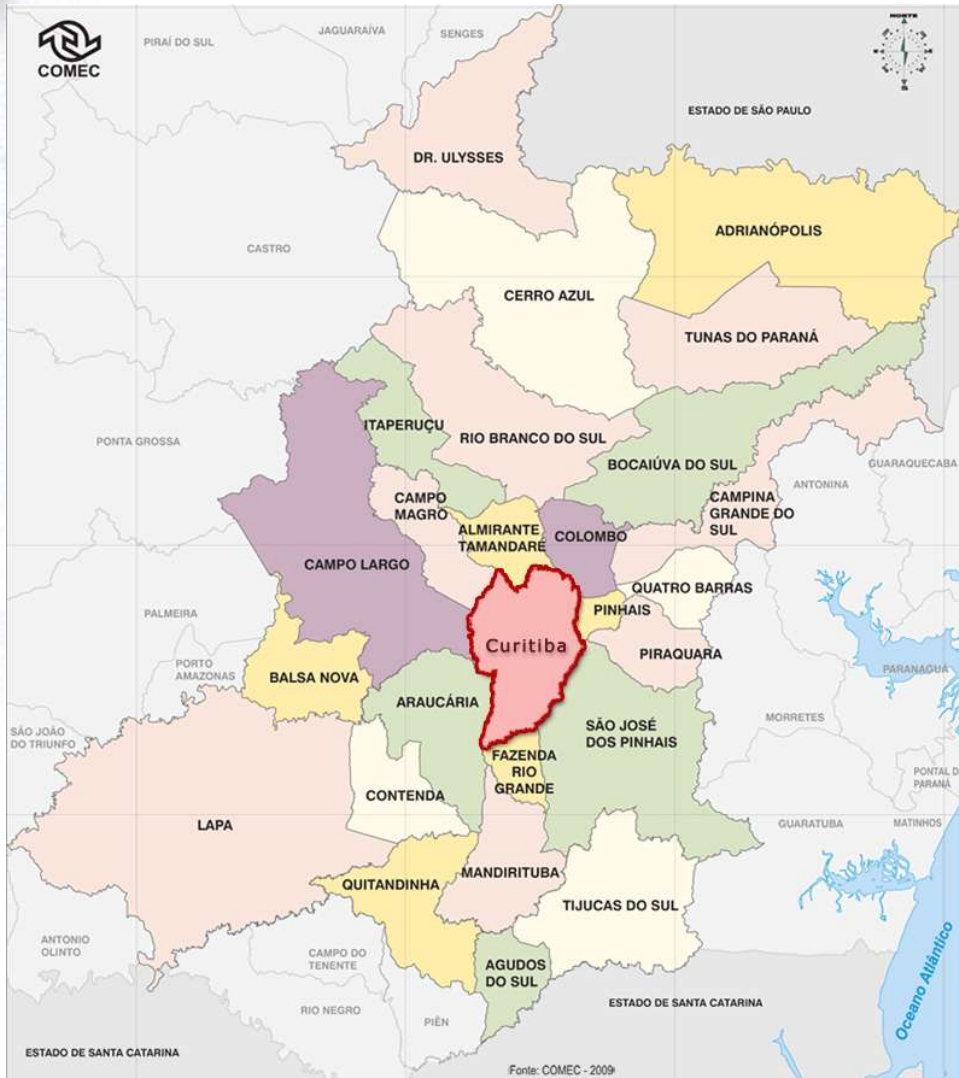 COMEC
PIRAÍ DO SUL
JAGUARAÍVA
SENGES
NORTE
S
ESTADO DE SÃO PAULO
DR. ULYSSES
ADRIANÓPOLIS
CASTRO
CERRO AZUL
TUNAS DO PARANÁ
ITAPERUÇU
RIO BRANCO DO SUL
PONTA GROSSA
BOCAIÚVA DO SUL
GUARAQUECABA
ANTONINA
CAMPO
MAGRO
CAMPINA
GRANDE DO
SUL
ALMIRANTE
TAMANDARÉ
COLOMBO
CAMPO LARGO
QUATRO BARRAS
PINHAIS
PALMEIRA
Curitiba
PIRAQUARA
PORTO
AMAZONAS
BALSA NOVA
PARANAGUÁ
ARAUCÁRIA
SÃO JOSÉ
DOS PINHAIS
MORRETES
SÃO JOÃO
DO TRIUNFO
FAZENDA
RIO
GRANDE
PONTAL D
PARANÁ
CONTENDA
LAPA
GUARATUBA
MATINHOS
MANDIRITUBA
QUITANDINHA
TIJUCAS DO SUL
ANTONIO
OLINTO
CAMPO DO
TENENTE
AGUDOS
DO SUL
RIO NEGRO
PIÊN
ESTADO DE SANTA CATARINA
Oceano Atlântico
ESTADO DE SANTA CATARINA
Fonte: COMEC - 2009